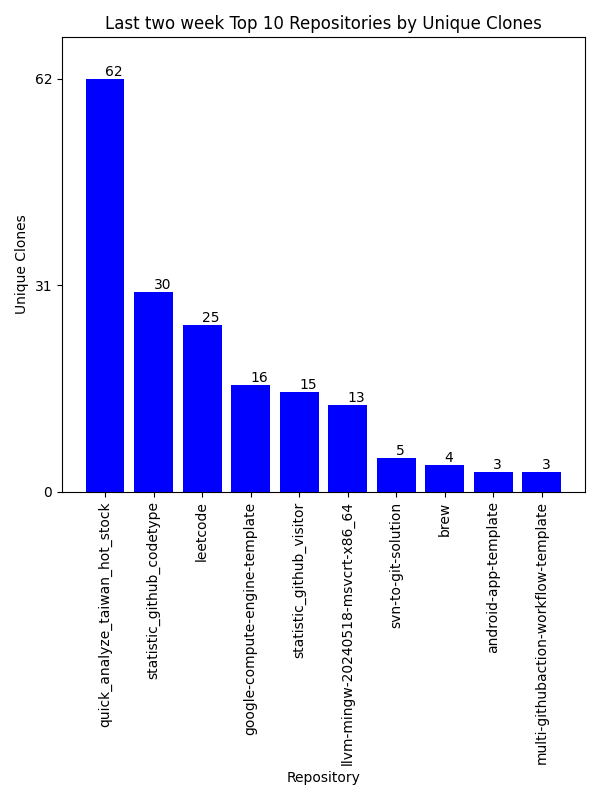 Last two week Top 10 Repositories by Unique Clones
Unique Clones
62
31
0
62
30
25
16
15
13
5
4
3
3
quick_analyze_taiwan_hot_stock
statistic_github_codetype
leetcode
google-compute-engine-template
statistic_github_visitor
llvm-mingw-20240518-msvcrt-x86_64
svn-to-git-solution
brew
android-app-template
multi-githubaction-workflow-template
Repository